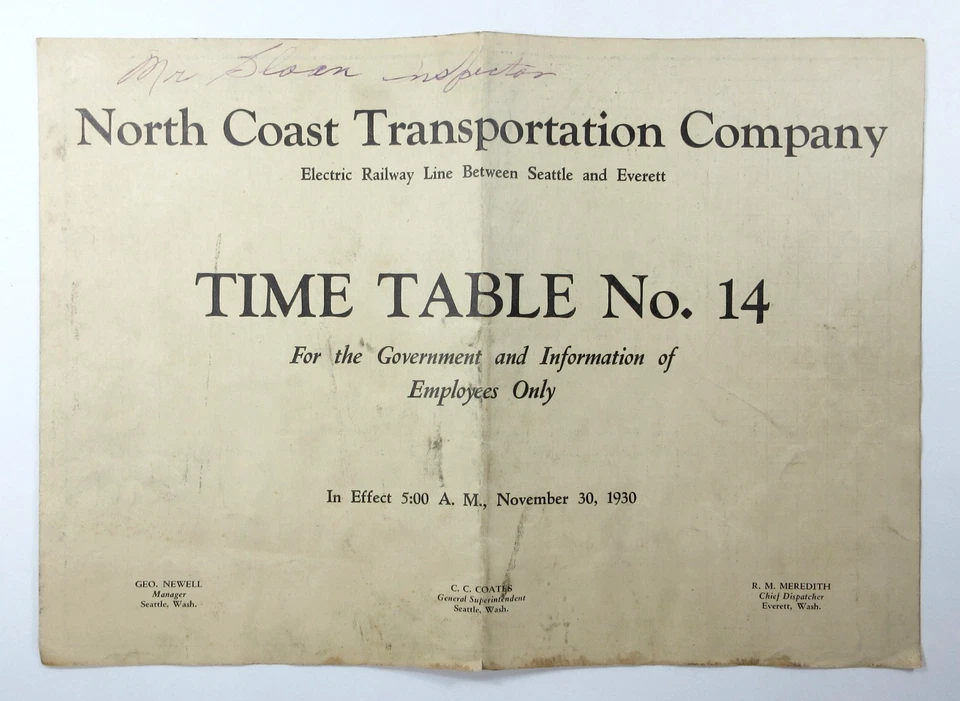 Mr Sloan inspector
North Coast Transportation Company
Electric Railway Line Between Seattle and Everett
TIME TABLE No. 14
For the Government and Information of
Employees Only
In Effect 5:00 A. M., November 30, 1930
GEO. NEWELL
Manager
Seattle, Wash.
C. C. COATES
General Superintendent
Seattle, Wash.
R. M. MEREDITH
Chief Dispatcher
Everett, Wash.